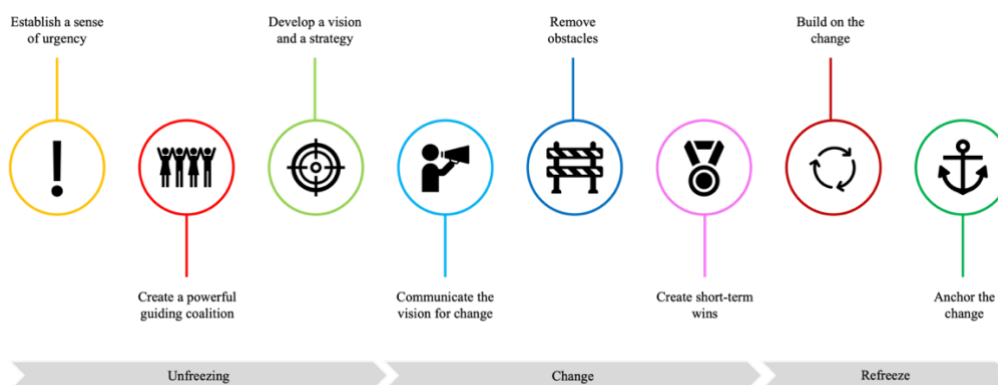 Establish a sense
of urgency
Develop a vision
and a strategy
Remove
obstacles
Build on the
change
Create a powerful
guiding coalition
Communicate the
vision for change
Create short-term
wins
Anchor the
change
Unfreezing
Change
Refreeze